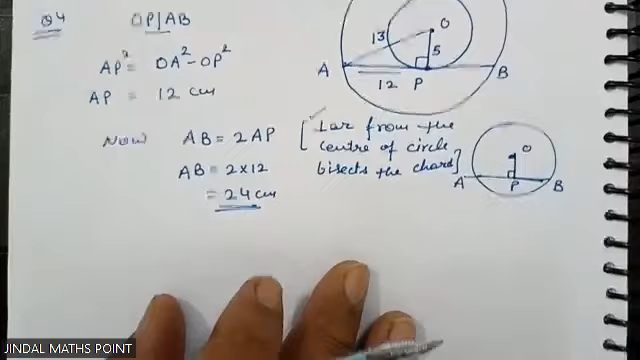 Q4
OP|AB
AP² = OA² - OP²
AP = 12 cm
NOW AB = 2AP
AB = 2×12
= 24 cm
[ Lar from the
centre of circle
bisects the chord ]
O
13
5
A
12
P
B
O
A
P
B
JINDAL MATHS POINT